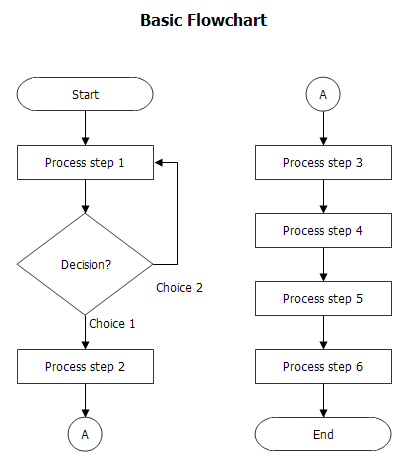 Basic Flowchart
Start
Process step 1
Decision?
Choice 2
Choice 1
Process step 2
A
A
Process step 3
Process step 4
Process step 5
Process step 6
End